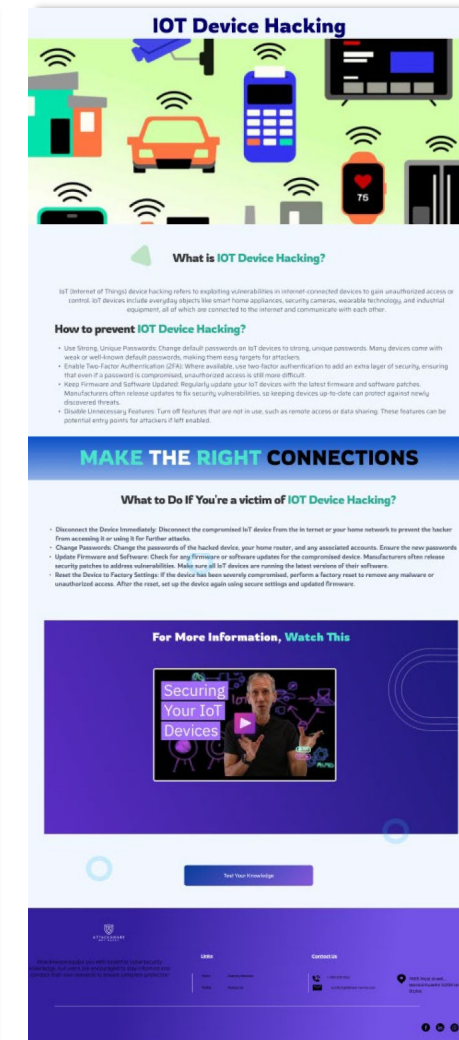 IOT Device Hacking
75
What is IOT Device Hacking?
IoT (Internet of Things) device hacking refers to exploiting vulnerabilities in internet-connected devices to gain unauthorized access or
control. IoT devices include everyday objects like smart home appliances, security cameras, wearable technology, and industrial
equipment, all of which are connected to the internet and communicate with each other.
How to prevent IOT Device Hacking?
• Use Strong, Unique Passwords: Change default passwords on IoT devices to strong, unique passwords. Many devices come with
weak or well-known default passwords, making them easy targets for attackers.
• Enable Two-Factor Authentication (2FA): Where available, use two-factor authentication to add an extra layer of security, ensuring
that even if a password is compromised, unauthorized access is still more difficult.
• Keep Firmware and Software Updated: Regularly update your IoT devices with the latest firmware and software patches.
Manufacturers often release updates to fix security vulnerabilities, so keeping devices up-to-date can protect against newly
discovered threats.
• Disable Unnecessary Features: Turn off features that are not in use, such as remote access or data sharing. These features can be
potential entry points for attackers if left enabled.
MAKE THE RIGHT CONNECTIONS
What to Do If You're a victim of IOT Device Hacking?
• Disconnect the Device Immediately: Disconnect the compromised IoT device from the in ternet or your home network to prevent the hacker
from accessing it or using it for further attacks.
• Change Passwords: Change the passwords of the hacked device, your home router, and any associated accounts. Ensure the new passwords
• Update Firmware and Software: Check for any firmware or software updates for the compromised device. Manufacturers often release
security patches to address vulnerabilities. Make sure all IoT devices are running the latest versions of their software.
• Reset the Device to Factory Settings: If the device has been severely compromised, perform a factory reset to remove any malware or
unauthorized access. After the reset, set up the device again using secure settings and updated firmware.
For More Information, Watch This
Securing
Your IoT
Devices
Test Your Knowledge
Links
Contact Us